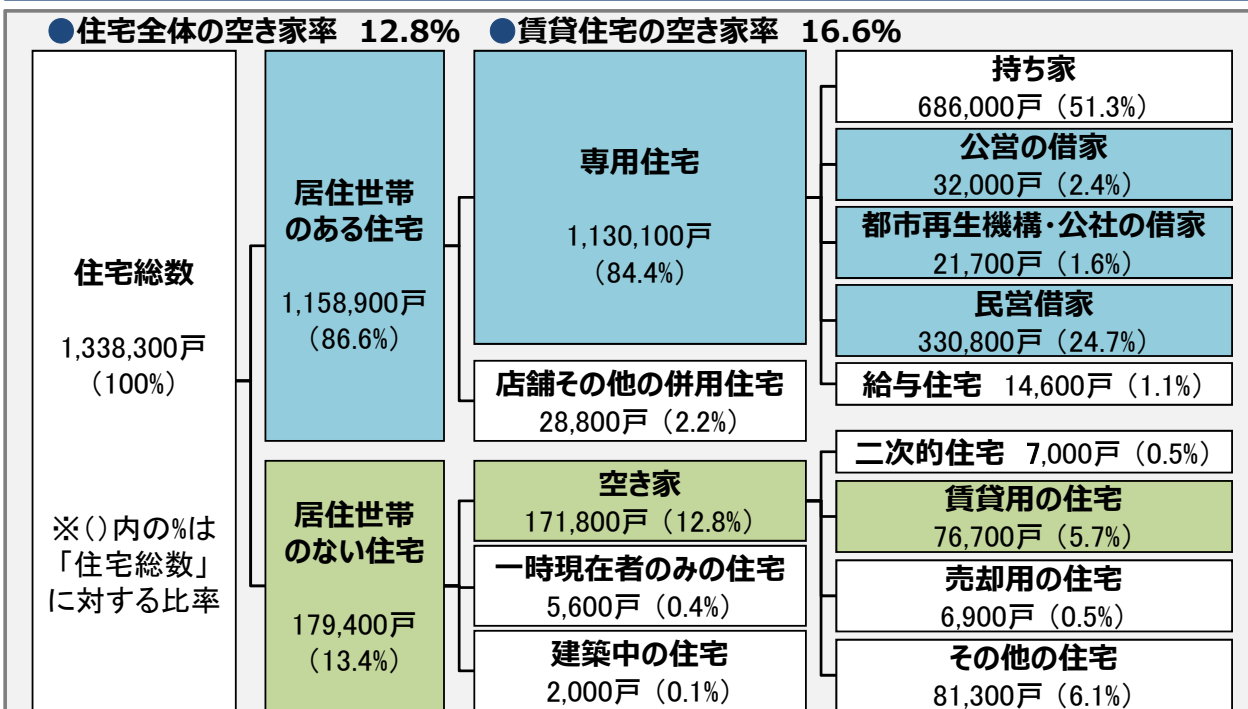 ●住宅全体の空き家率 12.8% ●賃貸住宅の空き家率 16.6%
住宅総数
1,338,300戸
(100%)
※()内の%は
「住宅総数」
に対する比率
居住世帯
のある住宅
1,158,900戸
(86.6%)
居住世帯
のない住宅
179,400戸
(13.4%)
専用住宅
1,130,100戸
(84.4%)
店舗その他の併用住宅
28,800戸(2.2%)
空き家
171,800戸(12.8%)
一時現在者のみの住宅
5,600戸(0.4%)
建築中の住宅
2,000戸(0.1%)
持ち家
686,000戸(51.3%)
公営の借家
32,000戸(2.4%)
都市再生機構・公社の借家
21,700戸(1.6%)
民営借家
330,800戸(24.7%)
給与住宅 14,600戸(1.1%)
二次的住宅 7,000戸(0.5%)
賃貸用の住宅
76,700戸(5.7%)
売却用の住宅
6,900戸(0.5%)
その他の住宅
81,300戸(6.1%)